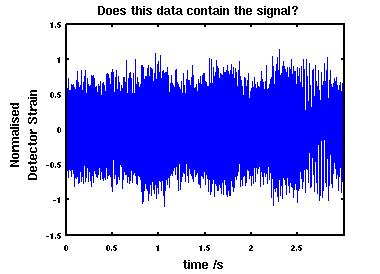 Does this data contain the signal?
1.5
1
0.5
0
-0.5
-1
-1.5
Normalised
Detector Strain
0 0.5 1 1.5 2 2.5
time /s